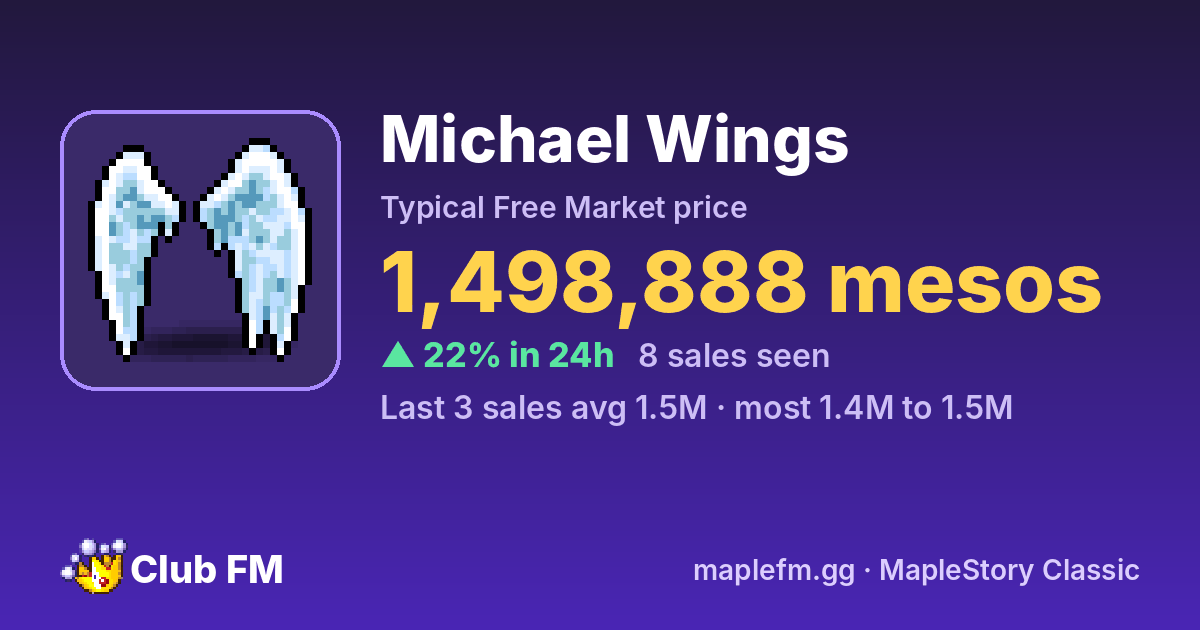 Michael Wings
Typical Free Market price
1,498,888 mesos
▲ 22% in 24h 8 sales seen
Last 3 sales avg 1.5M · most 1.4M to 1.5M
Club FM
maplefm.gg · MapleStory Classic